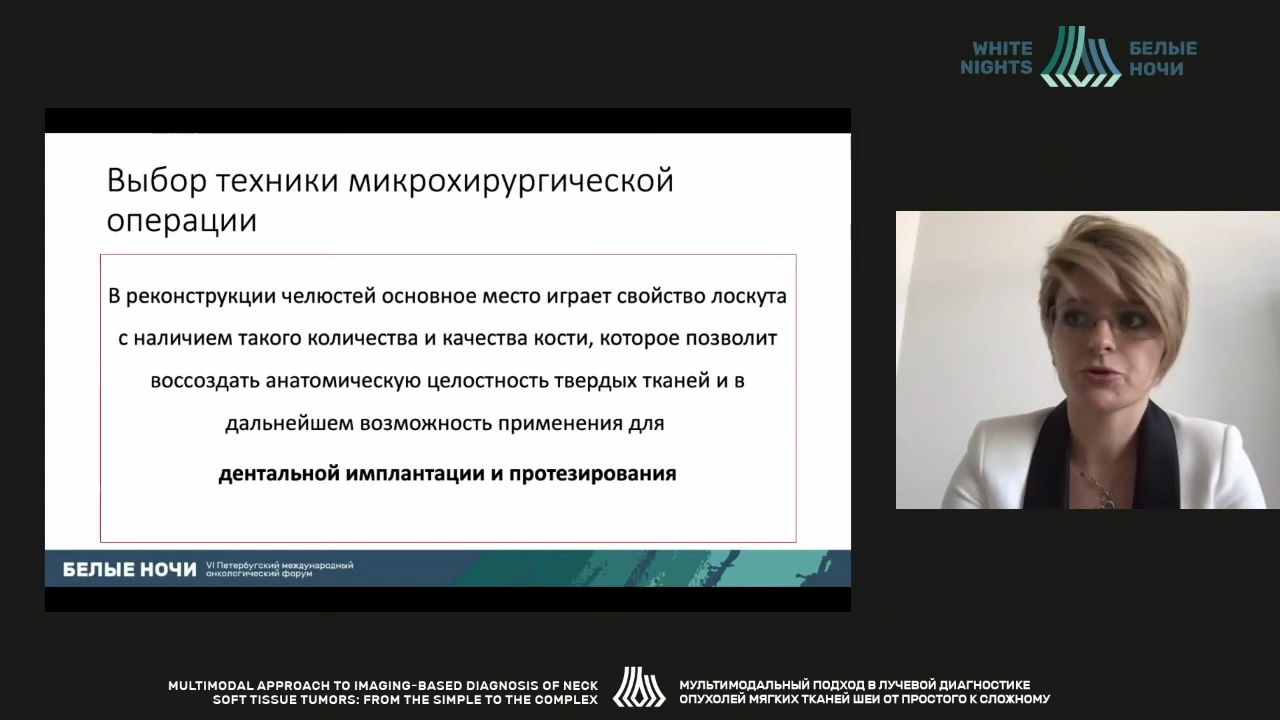 WHITE
NIGHTS
БЕЛЫЕ
НОЧИ
Выбор техники микрохирургической
операции
В реконструкции челюстей основное место играет свойство лоскута
с наличием такого количества и качества кости, которое позволит
воссоздать анатомическую целостность твердых тканей и в
дальнейшем возможность применения для
дентальной имплантации и протезирования
БЕЛЫЕ НОЧИ
VI Петербургский международный
онкологический форум
MULTIMODAL APPROACH TO IMAGING-BASED DIAGNOSIS OF NECK
SOFT TISSUE TUMORS: FROM THE SIMPLE TO THE COMPLEX
МУЛЬТИМОДАЛЬНЫЙ ПОДХОД В ЛУЧЕВОЙ ДИАГНОСТИКЕ
ОПУХОЛЕЙ МЯГКИХ ТКАНЕЙ ШЕИ ОТ ПРОСТОГО К СЛОЖНОМУ